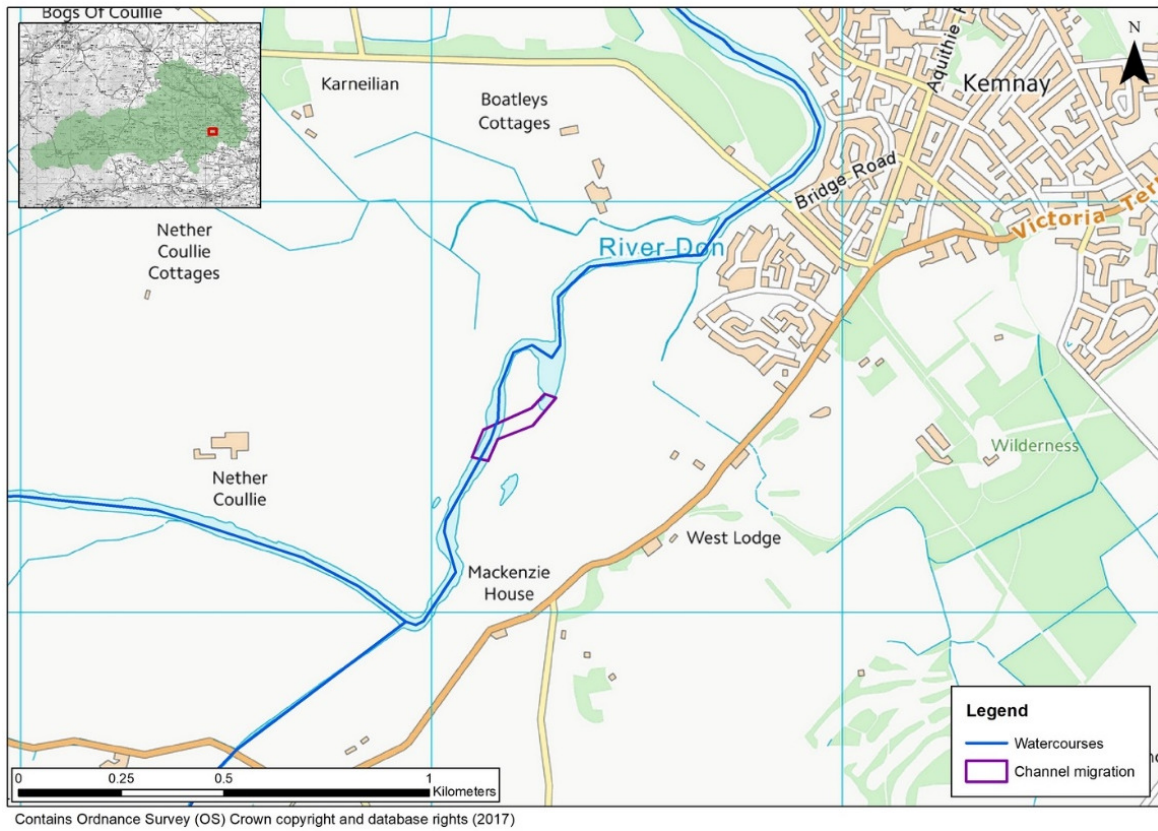 Bogs Of Coullie
Karneilian
Boatleys
Cottages
Aquithie
Kemnay
N
Bridge Road
Victoria Ter
Nether
Coullie
Cottages
River Don
Wilderness
Nether
Coullie
West Lodge
Mackenzie
House
Legend
Watercourses
Channel migration
0 0.25 0.5 1
Kilometers
Contains Ordnance Survey (OS) Crown copyright and database rights (2017)